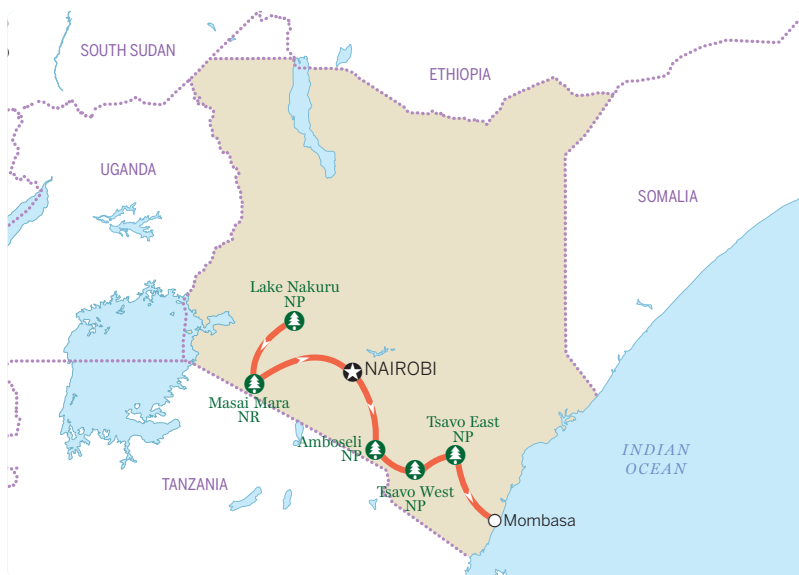 SOUTH SUDAN
ETHIOPIA
UGANDA
SOMALIA
Lake Nakuru
NP
NAIROBI
Masai Mara
NR
Tsavo East
NP
Amboseli
NP
INDIAN
OCEAN
TANZANIA
Tsavo West
NP
Mombasa